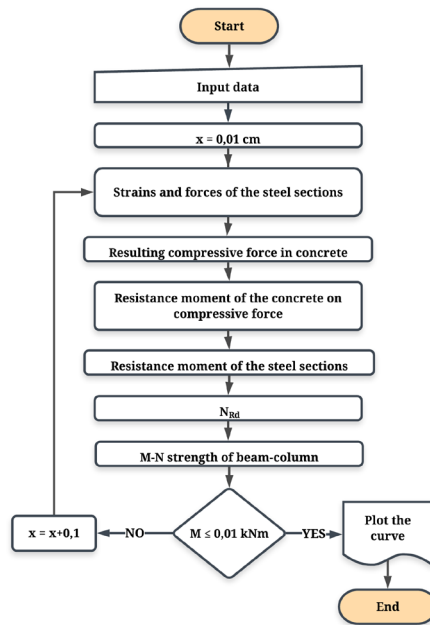 Start
Input data
x = 0,01 cm
Strains and forces of the steel sections
Resulting compressive force in concrete
Resistance moment of the concrete on
compressive force
Resistance moment of the steel sections
NRd
M-N strength of beam-column
x = x+0,1
NO
M ≤ 0,01 kNm
YES
Plot the
curve
End